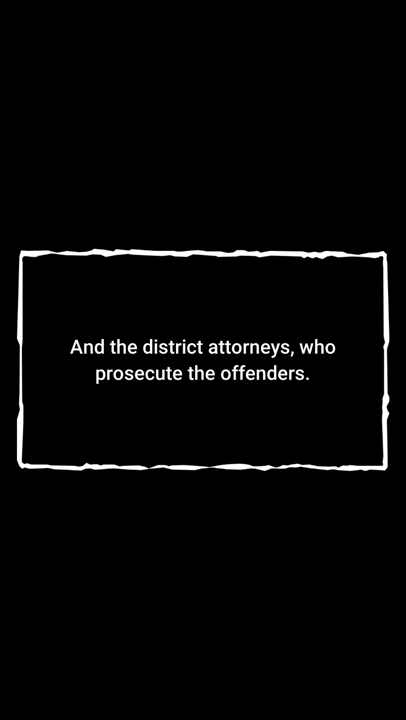 And the district attorneys, who
prosecute the offenders.